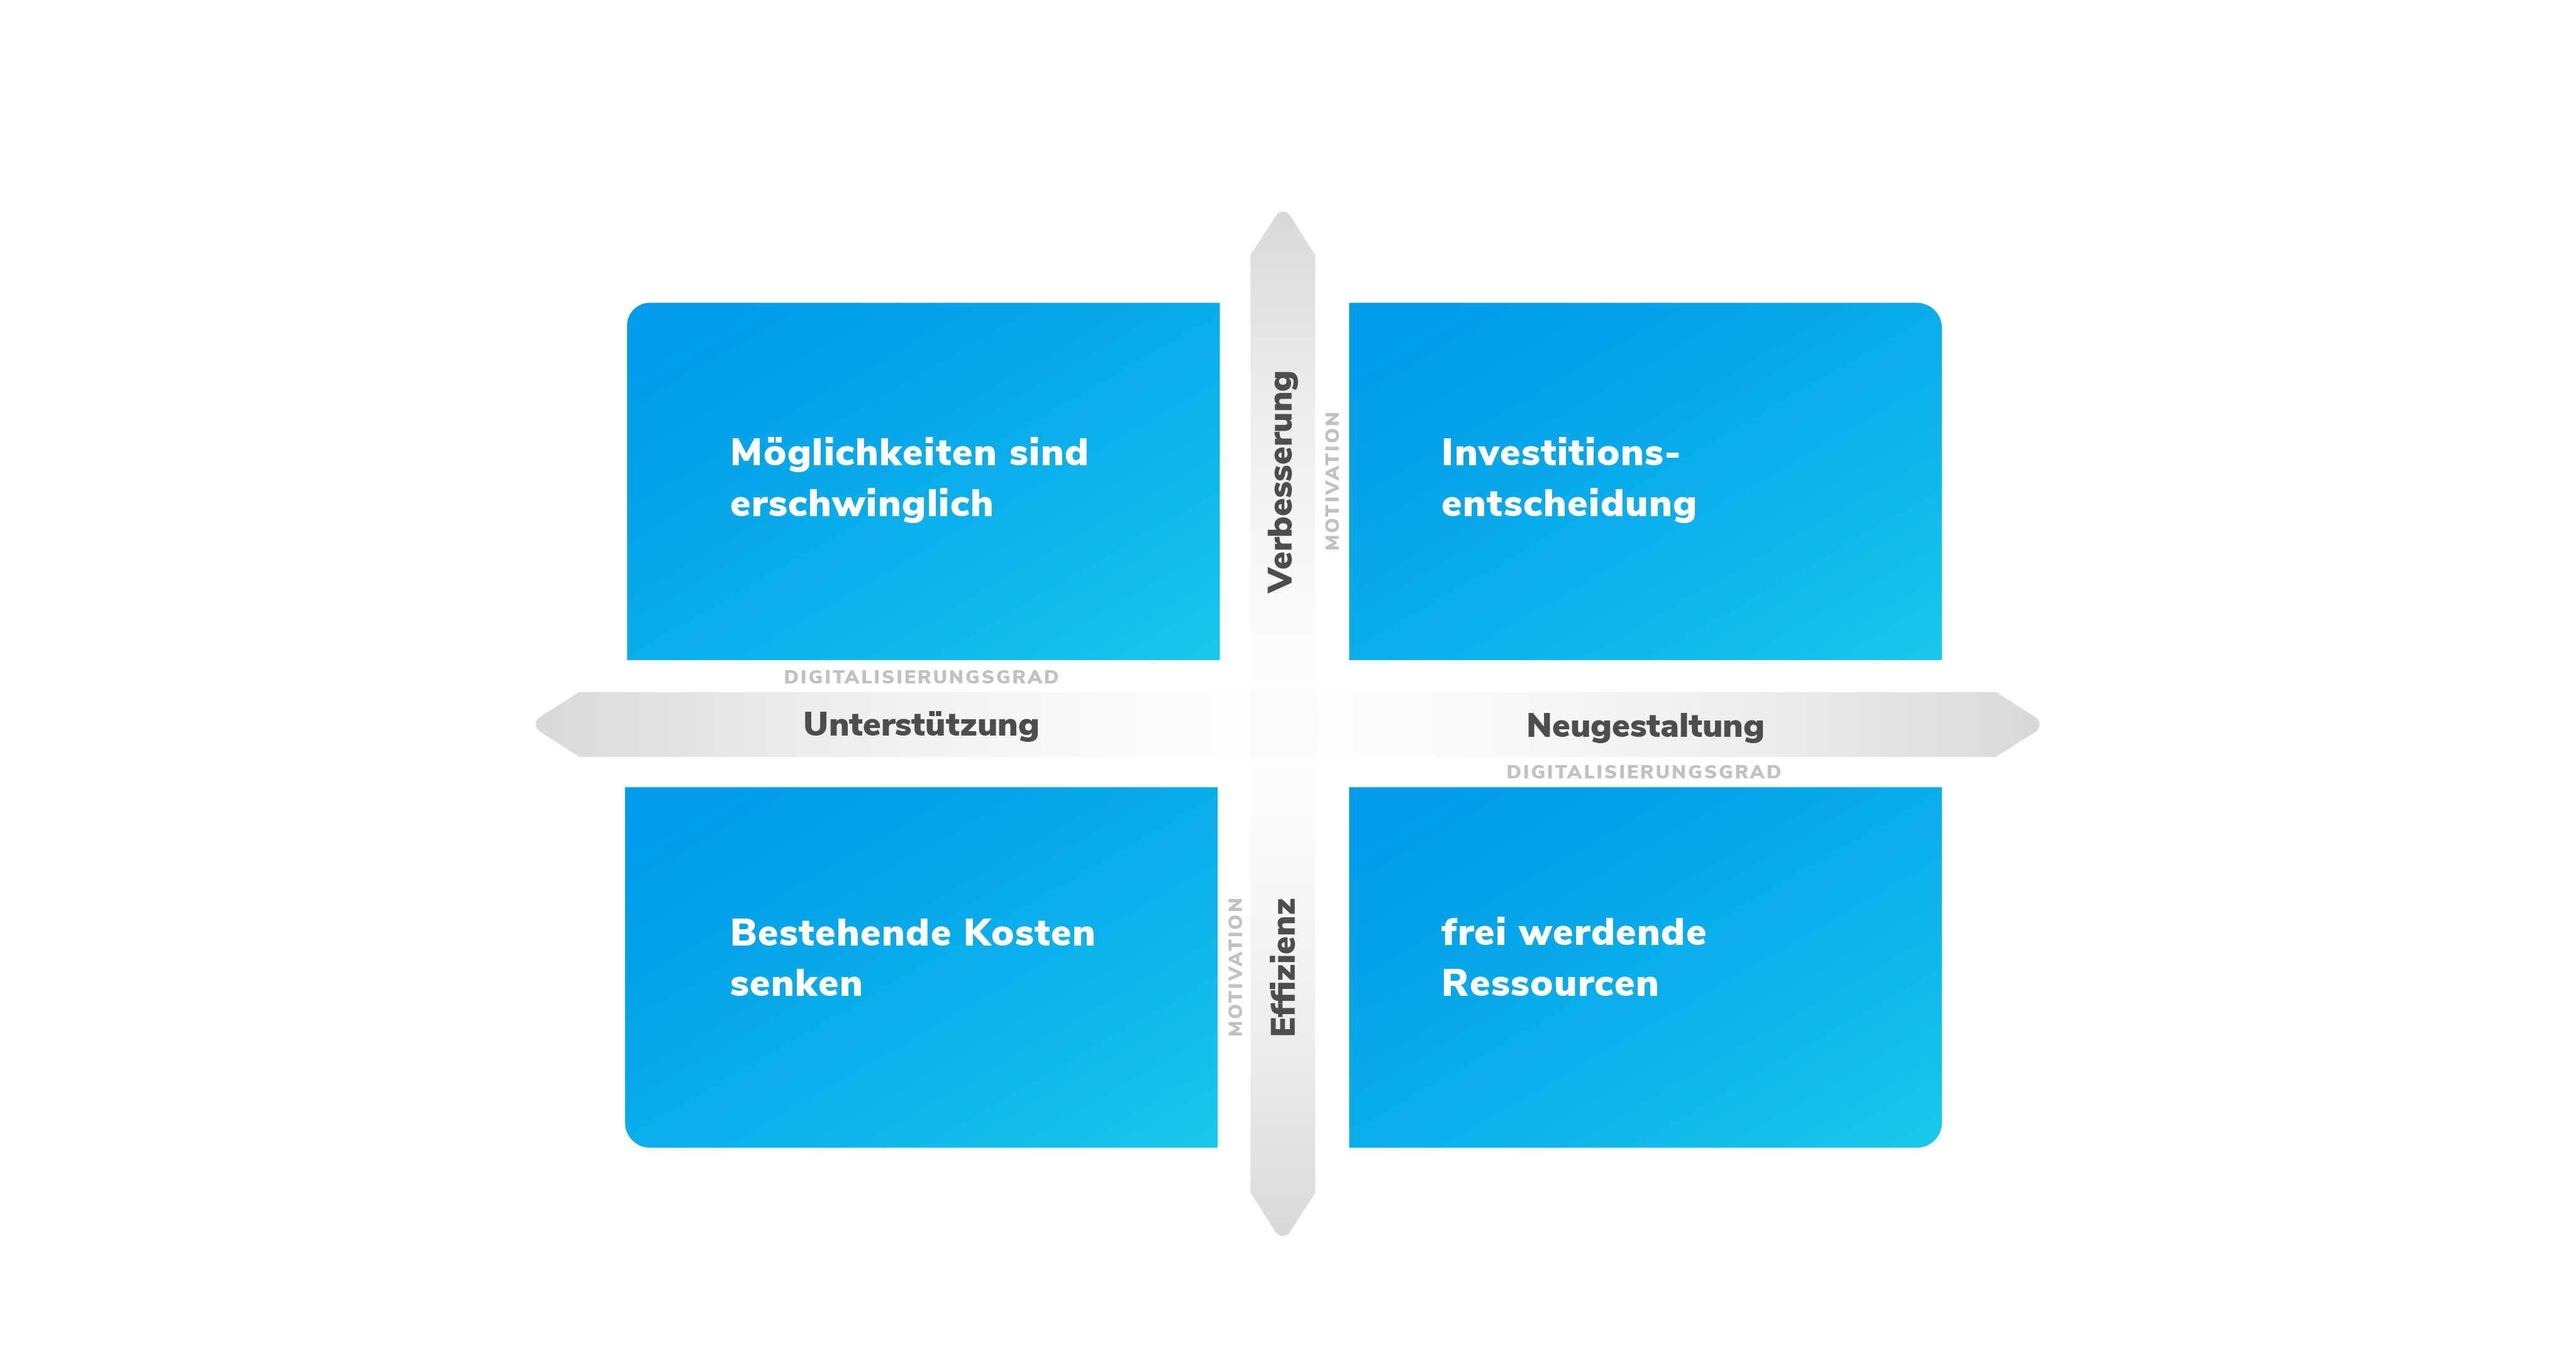 Möglichkeiten sind
erschwinglich
Verbesserung
MOTIVATION
Investitions-
entscheidung
DIGITALISIERUNGSGRAD
Unterstützung
Neugestaltung
DIGITALISIERUNGSGRAD
Bestehende Kosten
senken
MOTIVATION
Effizienz
frei werdende
Ressourcen